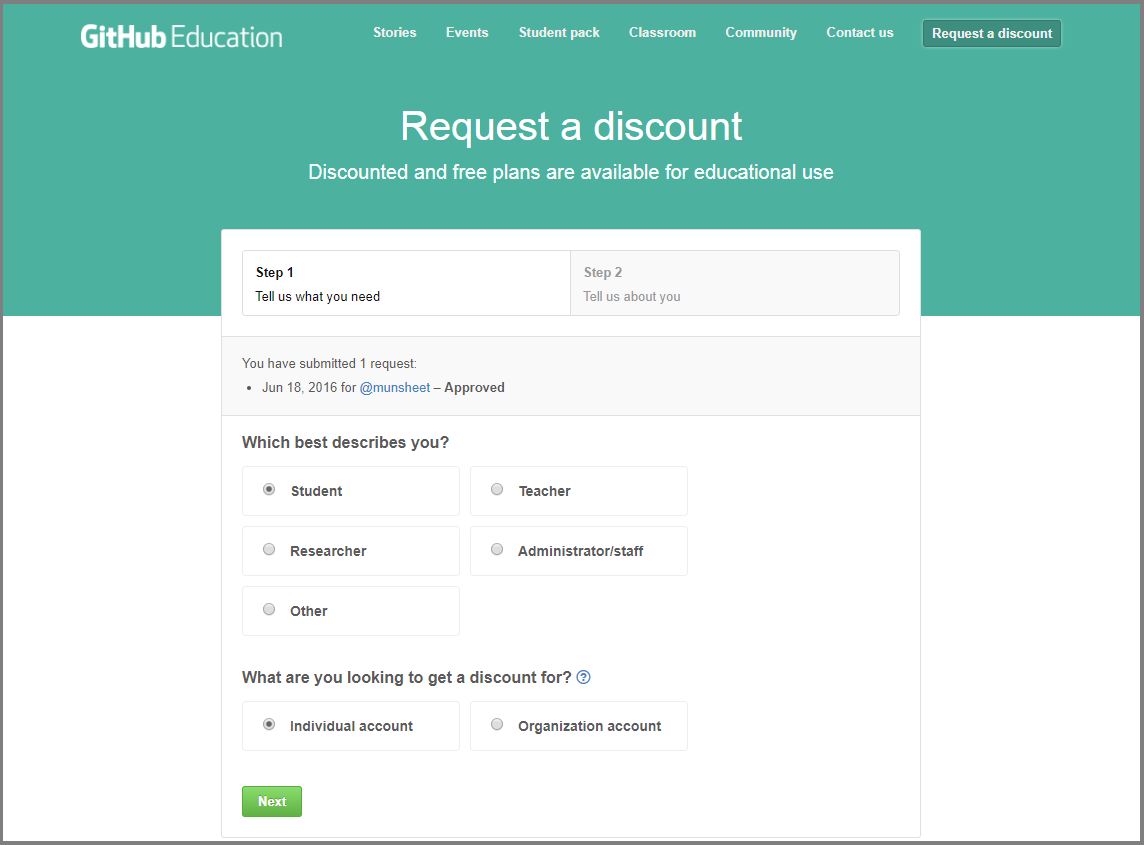 GitHub Education Stories Events Student pack Classroom Community Contact us Request a discount
Request a discount
Discounted and free plans are available for educational use
Step 1
Tell us what you need
Step 2
Tell us about you
You have submitted 1 request:
• Jun 18, 2016 for @munsheet – Approved
Which best describes you?
Student
Teacher
Researcher
Administrator/staff
Other
What are you looking to get a discount for? ?
Individual account
Organization account
Next